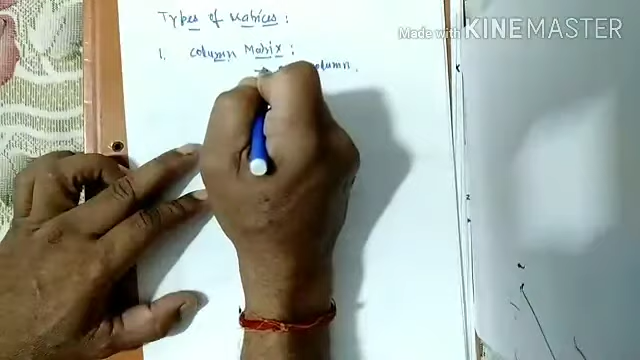 Types of Matrices :
1. Column Matrix :
column.
Made with KINEMASTER